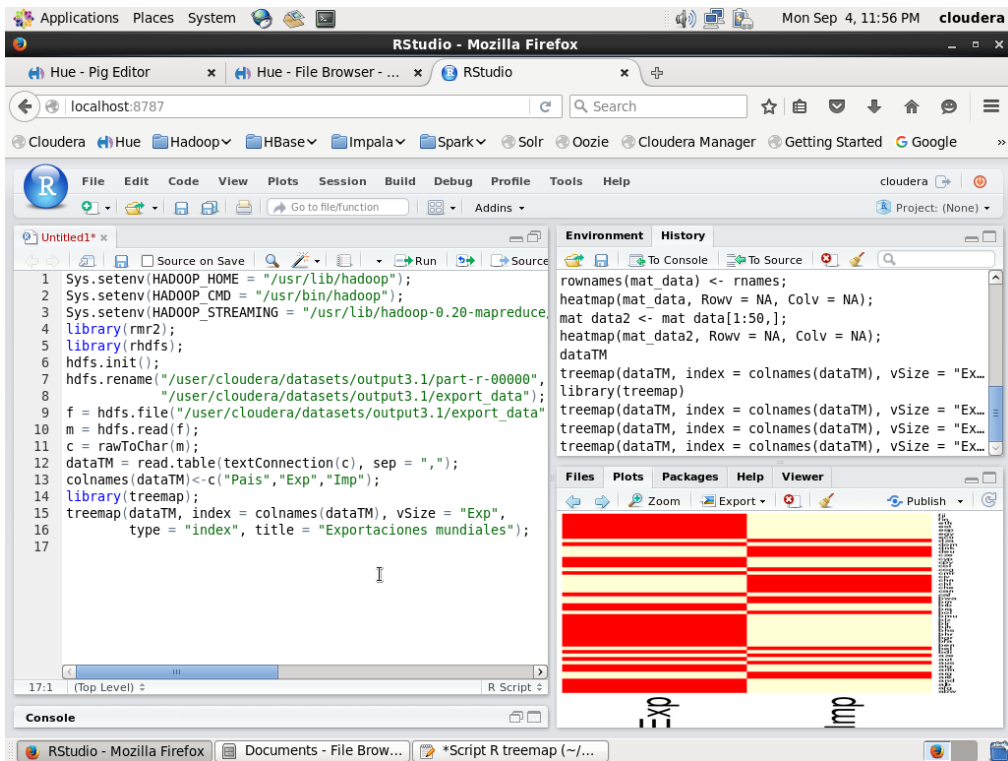 Applications Places System
Mon Sep 4, 11:56 PM cloudera
RStudio - Mozilla Firefox
Hue - Pig Editor
Hue - File Browser - ...
RStudio
localhost:8787
Search
Cloudera Hue Hadoop HBase Impala Spark Solr Oozie Cloudera Manager Getting Started Google »
R
File Edit Code View Plots Session Build Debug Profile Tools Help
cloudera
Go to file/function
Addins
Project: (None)
Untitled1*
Source on Save
Run
Source
1 Sys.setenv(HADOOP_HOME = "/usr/lib/hadoop");
2 Sys.setenv(HADOOP_CMD = "/usr/bin/hadoop");
3 Sys.setenv(HADOOP_STREAMING = "/usr/lib/hadoop-0.20-mapreduce/
4 library(rmr2);
5 library(rhdfs);
6 hdfs.init();
7 hdfs.rename("/user/cloudera/datasets/output3.1/part-r-00000",
8 "/user/cloudera/datasets/output3.1/export_data");
9 f = hdfs.file("/user/cloudera/datasets/output3.1/export_data"
10 m = hdfs.read(f);
11 c = rawToChar(m);
12 dataTM = read.table(textConnection(c), sep = ",");
13 colnames(dataTM)<-c("Pais","Exp","Imp");
14 library(treemap);
15 treemap(dataTM, index = colnames(dataTM), vSize = "Exp",
16 type = "index", title = "Exportaciones mundiales");
17
17:1 (Top Level)
R Script
Console
Environment History
To Console
To Source
rownames(mat_data) <- rnames;
heatmap(mat_data, Rowv = NA, Colv = NA);
mat data2 <- mat data[1:50,];
heatmap(mat_data2, Rowv = NA, Colv = NA);
dataTM
treemap(dataTM, index = colnames(dataTM), vSize = "Ex…
library(treemap)
treemap(dataTM, index = colnames(dataTM), vSize = "Ex…
treemap(dataTM, index = colnames(dataTM), vSize = "Ex…
treemap(dataTM, index = colnames(dataTM), vSize = "Ex…
Files Plots Packages Help Viewer
Zoom
Export
Publish
Exp
Imp
RStudio - Mozilla Firefox
Documents - File Brow...
*Script R treemap (~/...